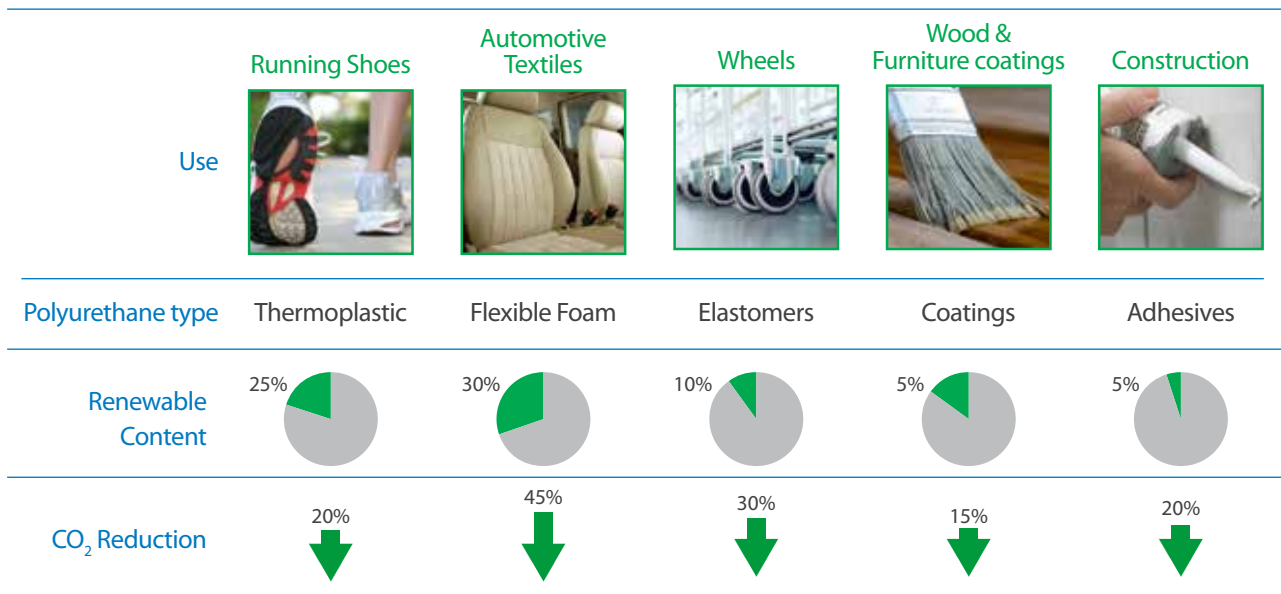 Use
Running Shoes
Automotive
Textiles
Wheels
Wood &
Furniture coatings
Construction
Polyurethane type
Thermoplastic
Flexible Foam
Elastomers
Coatings
Adhesives
Renewable
Content
25%
30%
10%
5%
5%
CO₂ Reduction
20%
45%
30%
15%
20%